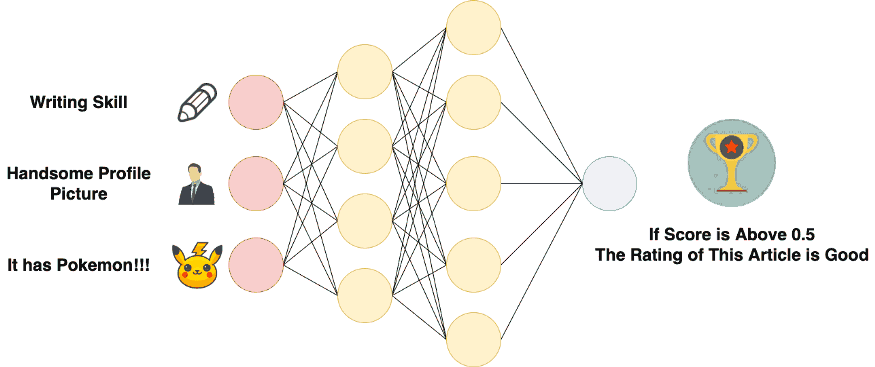 Writing Skill
Handsome Profile
Picture
It has Pokemon!!!
If Score is Above 0.5
The Rating of This Article is Good